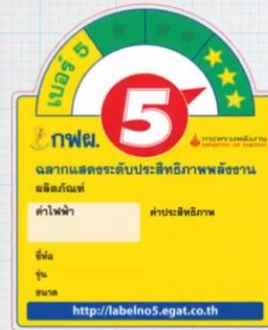 เบอร์ 5
5
กฟผ.
กระทรวงพลังงาน
MINISTRY OF ENERGY
ฉลากแสดงระดับประสิทธิภาพพลังงาน
ผลิตภัณฑ์
ค่าไฟฟ้า ค่าประสิทธิภาพ
ยี่ห้อ
รุ่น
ขนาด
http://labelno5.egat.co.th